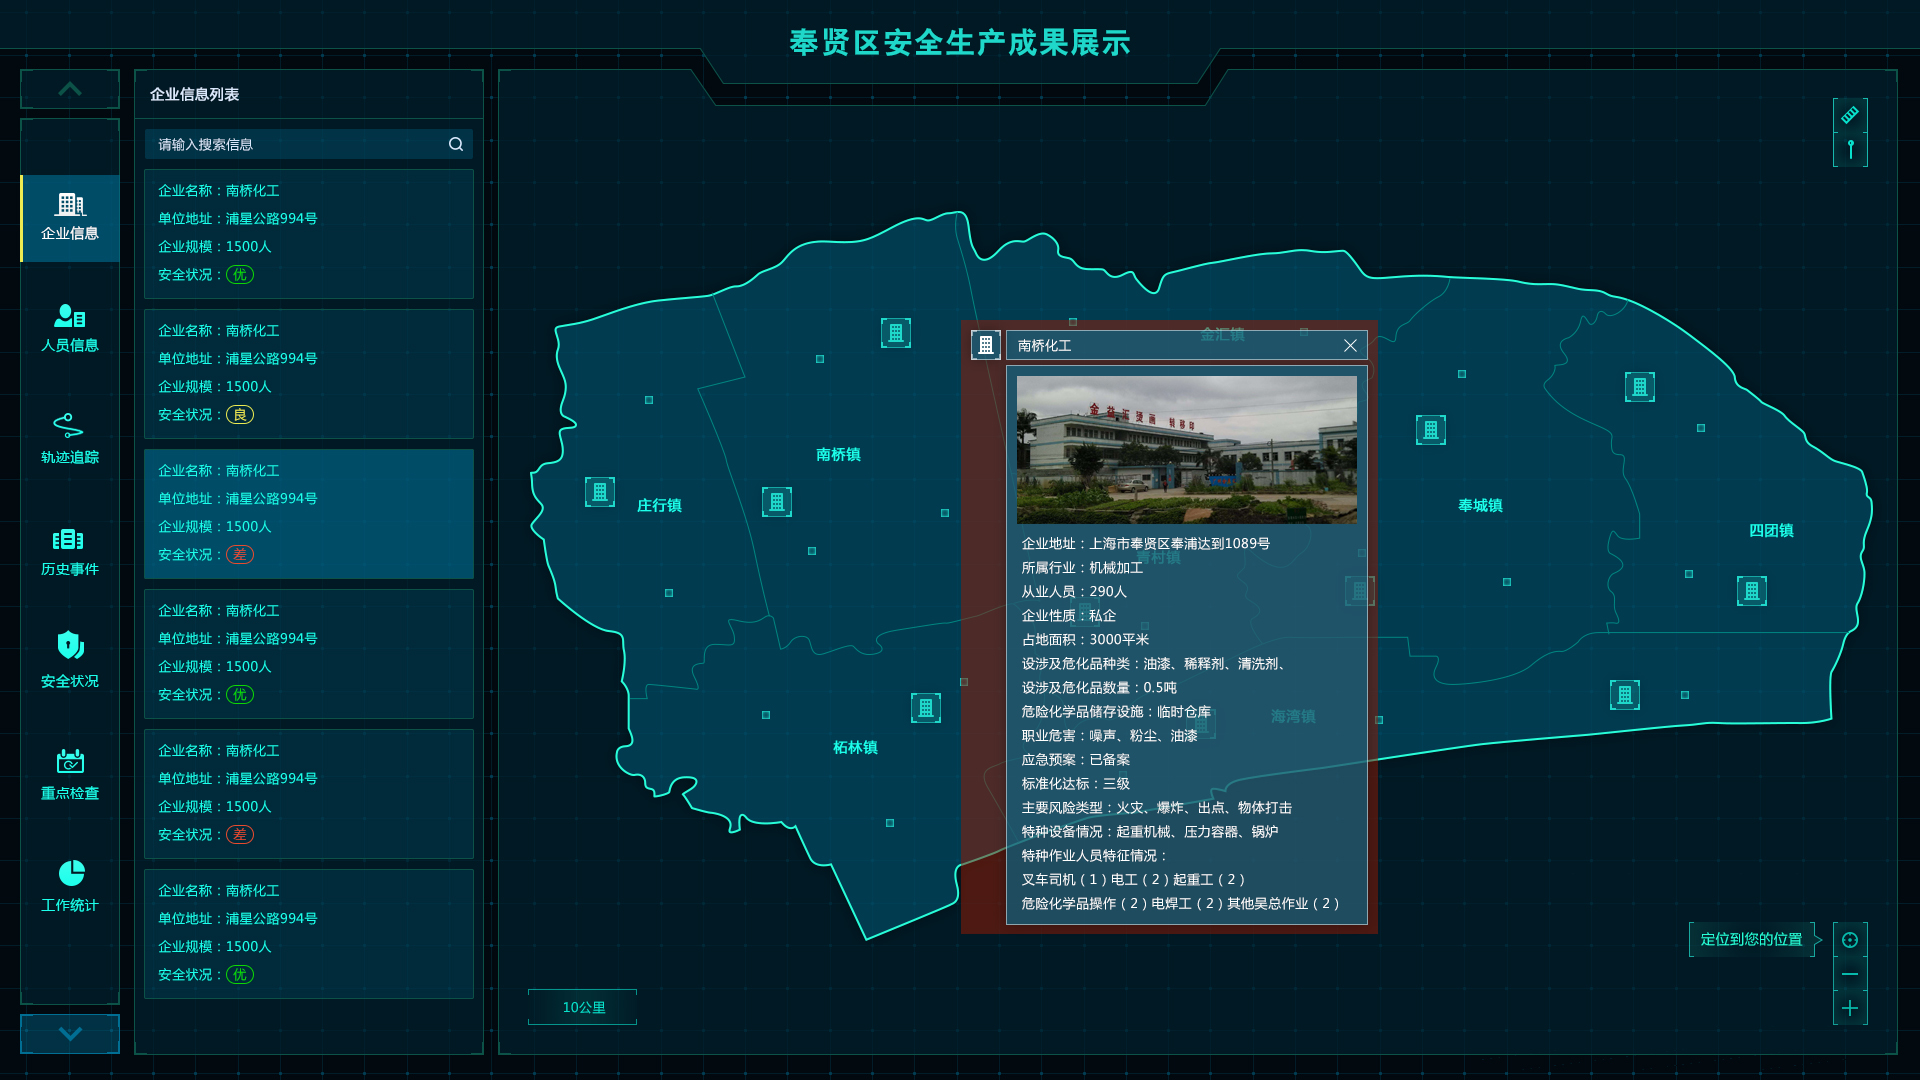 奉贤区安全生产成果展示
企业信息
人员信息
轨迹追踪
历史事件
安全状况
重点检查
工作统计
企业信息列表
请输入搜索信息
企业名称：南桥化工
单位地址：浦星公路994号
企业规模：1500人
安全状况：优
企业名称：南桥化工
单位地址：浦星公路994号
企业规模：1500人
安全状况：良
企业名称：南桥化工
单位地址：浦星公路994号
企业规模：1500人
安全状况：差
企业名称：南桥化工
单位地址：浦星公路994号
企业规模：1500人
安全状况：优
企业名称：南桥化工
单位地址：浦星公路994号
企业规模：1500人
安全状况：差
企业名称：南桥化工
单位地址：浦星公路994号
企业规模：1500人
安全状况：优
金汇镇
南桥镇
庄行镇
奉城镇
四团镇
青村镇
海湾镇
柘林镇
南桥化工
金益汇烫画 转移印
企业地址：上海市奉贤区奉浦达到1089号
所属行业：机械加工
从业人员：290人
企业性质：私企
占地面积：3000平米
设涉及危化品种类：油漆、稀释剂、清洗剂、
设涉及危化品数量：0.5吨
危险化学品储存设施：临时仓库
职业危害：噪声、粉尘、油漆
应急预案：已备案
标准化达标：三级
主要风险类型：火灾、爆炸、出点、物体打击
特种设备情况：起重机械、压力容器、锅炉
特种作业人员特征情况：
叉车司机（1）电工（2）起重工（2）
危险化学品操作（2）电焊工（2）其他吴总作业（2）
定位到您的位置
10公里